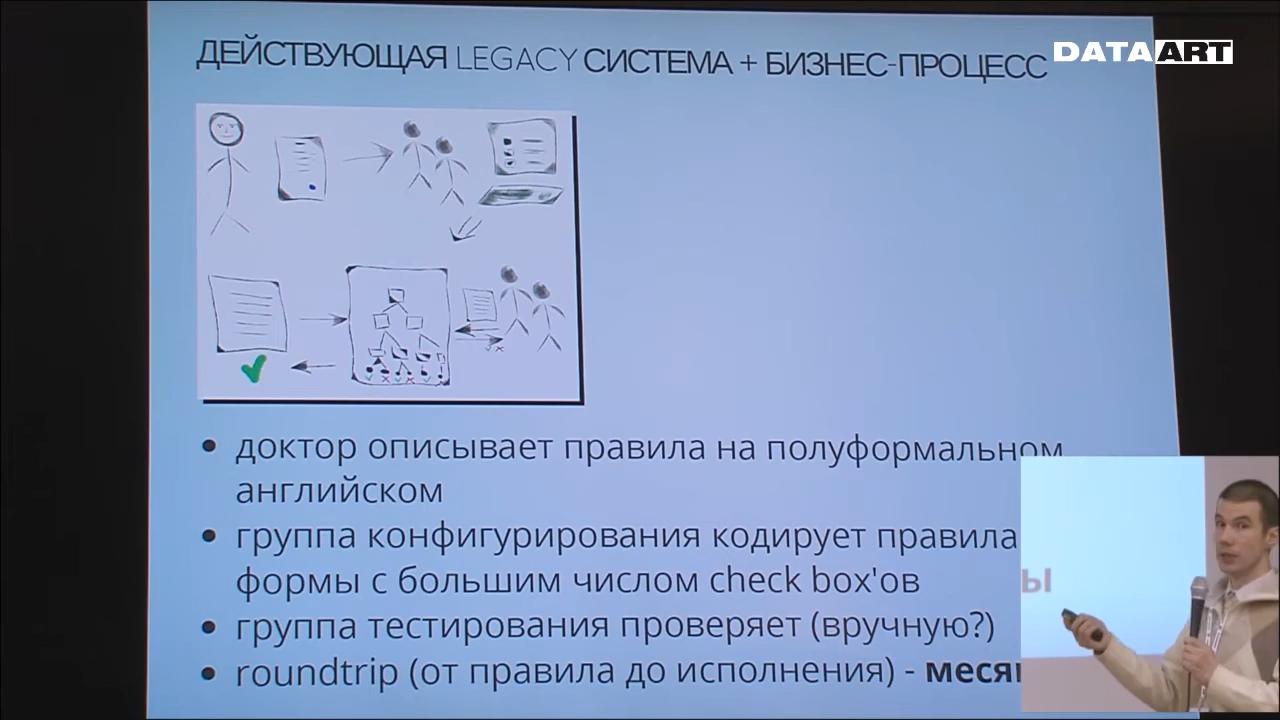 ДЕЙСТВУЮЩАЯ LEGACY СИСТЕМА + БИЗНЕС-ПРОЦЕСС
DATAART
• доктор описывает правила на полуформальном
английском
• группа конфигурирования кодирует правила
формы с большим числом check box'ов
• группа тестирования проверяет (вручную?)
• roundtrip (от правила до исполнения) -